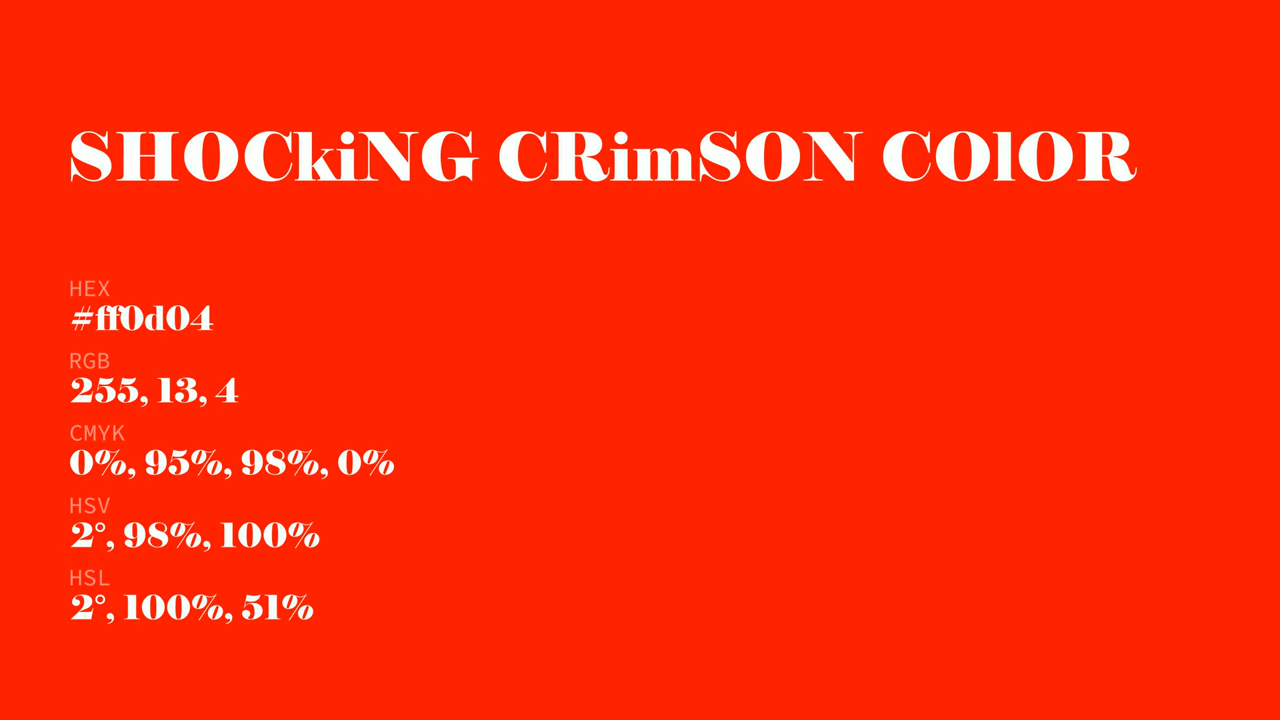 SHOCkiNG CRimSON COlOR
HEX
#ff0d04
RGB
255, 13, 4
CMYK
0%, 95%, 98%, 0%
HSV
2°, 98%, 100%
HSL
2°, 100%, 51%